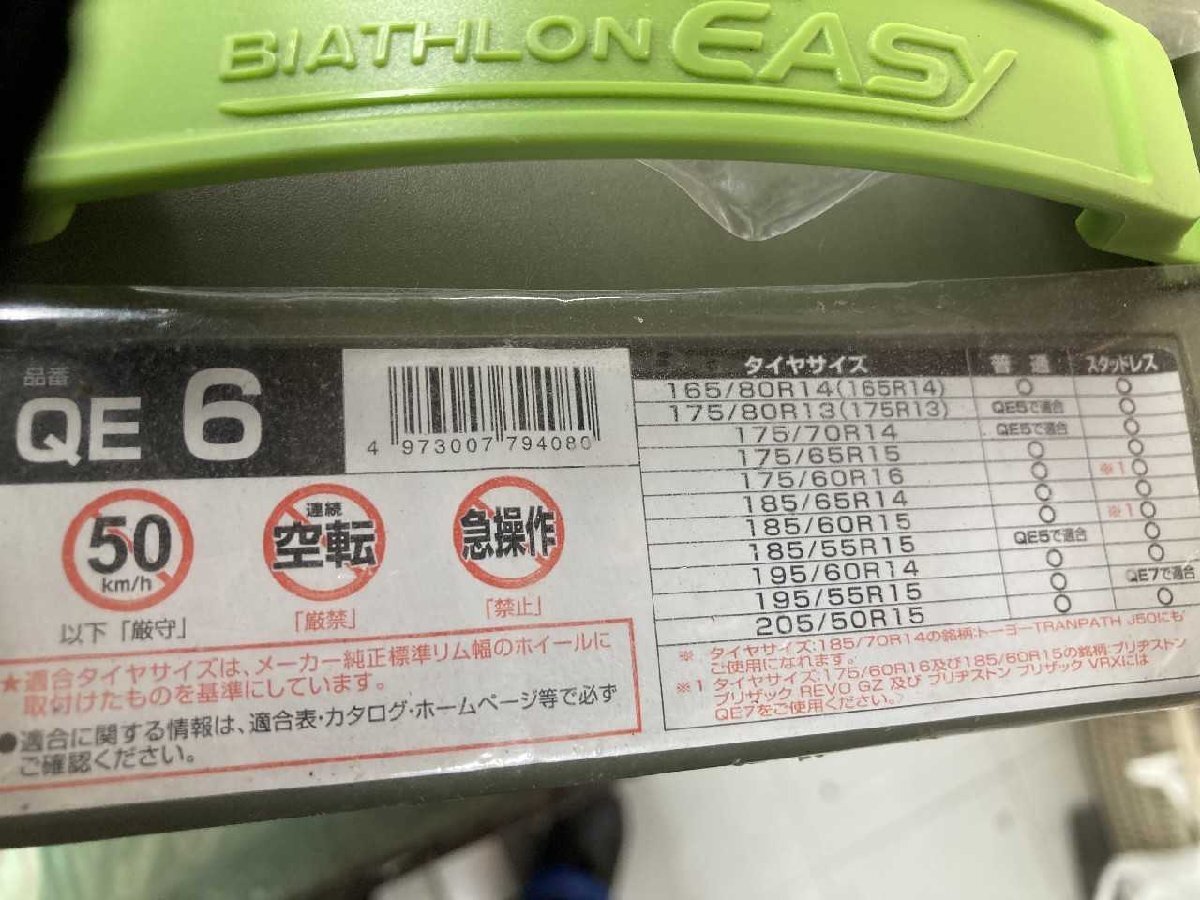 BIATHLON EASY
品番
QE 6
4 973007 794080
50
km/h
以下「厳守」
連続
空転
「厳禁」
急操作
「禁止」
★適合タイヤサイズは、メーカー純正標準リム幅のホイールに
取付けたものを基準にしています。
●適合に関する情報は、適合表・カタログ・ホームページ等で必ず
ご確認ください。
タイヤサイズ 普通 スタッドレス
165/80R14(165R14) ○ ○
175/80R13(175R13) QE5で適合 ○
175/70R14 QE5で適合 ○
175/65R15 ○ ○
175/60R16 ○ ※1○
185/65R14 ○ ○
185/60R15 ○ ※1○
185/55R15 QE5で適合 ○
195/60R14 ○ ○
195/55R15 ○ QE7で適合
205/50R15 ○ ○
※ タイヤサイズ:185/70R14の銘柄:トーヨーTRANPATH J50にも
ご使用になれます。
※1 タイヤサイズ:175/60R16及び185/60R15の銘柄:ブリヂストン
ブリザック REVO GZ 及び ブリヂストン ブリザック VRXには
QE7をご使用ください。